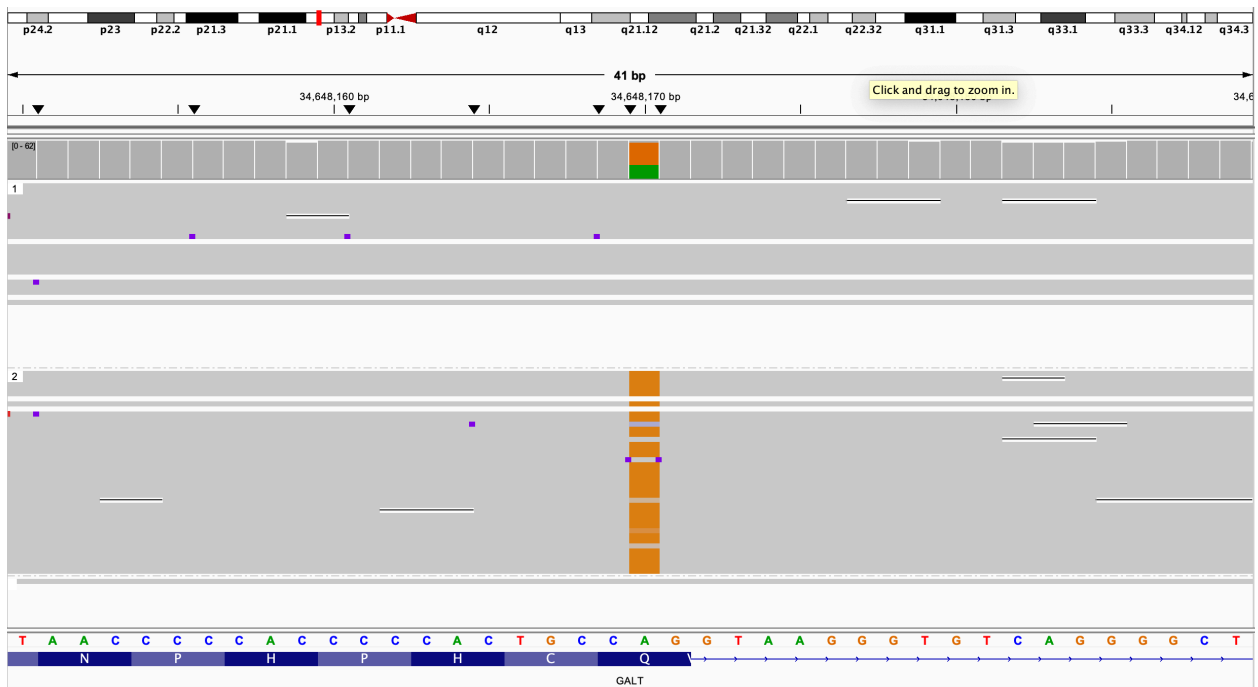 p24.2 p23 p22.2 p21.3 p21.1 p13.2 p11.1 q12 q13 q21.12 q21.2 q21.32 q22.1 q22.32 q31.1 q31.3 q33.1 q33.3 q34.12 q34.3
41 bp
Click and drag to zoom in.
34,648,160 bp 34,648,170 bp 34,6
[0 - 62]
1
2
T A A C C C C C A C C C C A C T G C C A G G T A A G G G T G T C A G G G G C T
N P H P H C Q
GALT